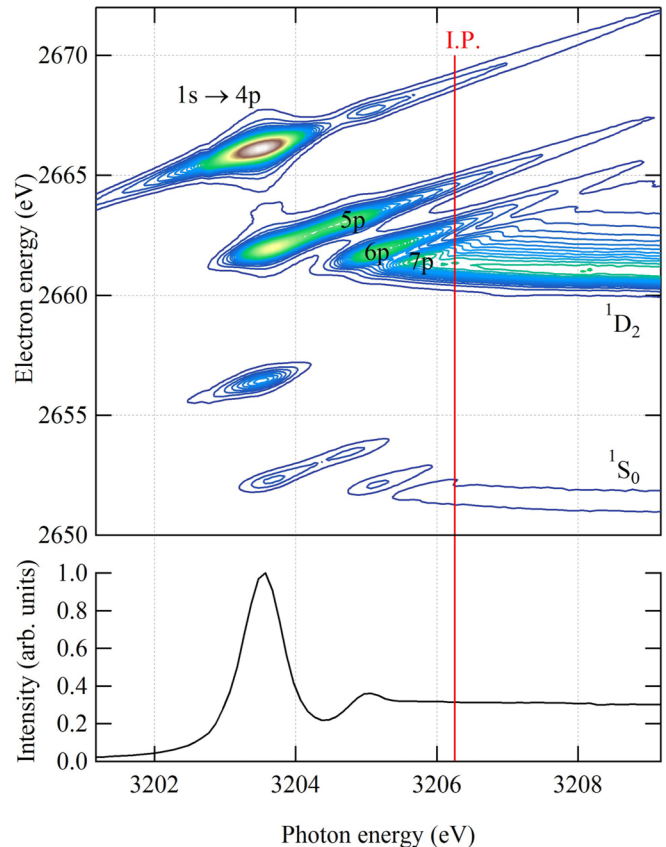 I.P.
2670
1s → 4p
2665
5p
6p
7p
2660
¹D₂
2655
¹S₀
2650
Electron energy (eV)
1.0
0.8
0.6
0.4
0.2
0.0
Intensity (arb. units)
3202 3204 3206 3208
Photon energy (eV)